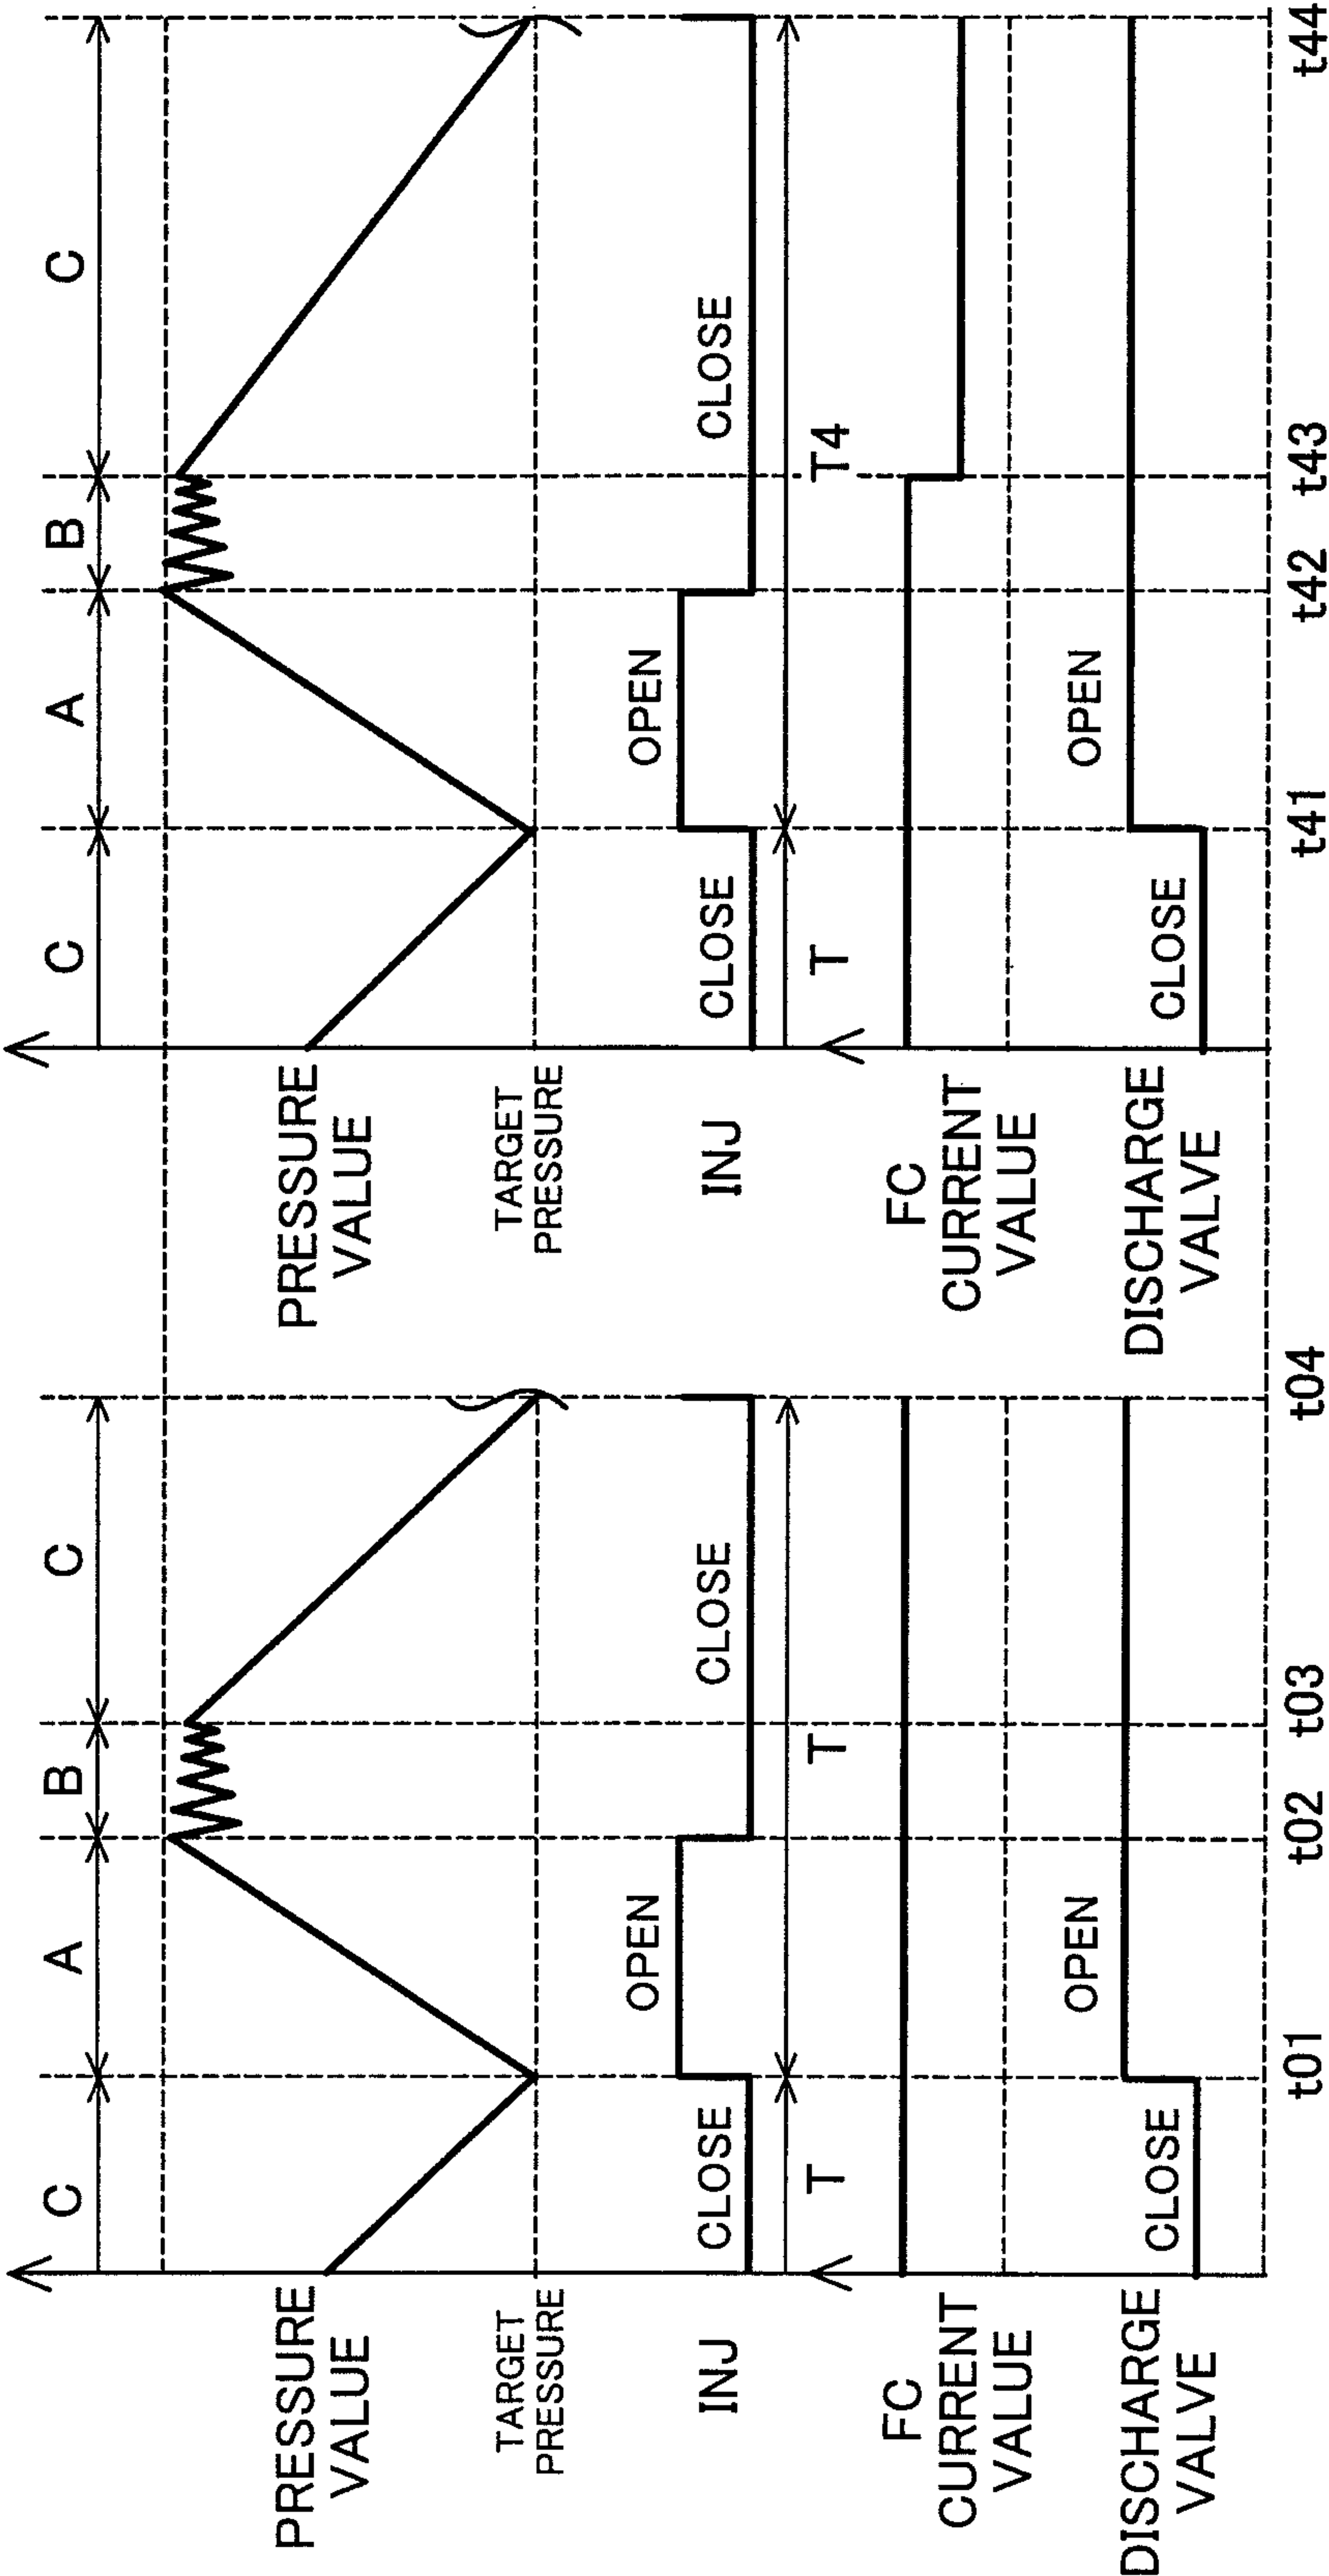 C A B C
PRESSURE
VALUE
TARGET
PRESSURE
OPEN
INJ
CLOSE
CLOSE
T
T
FC
CURRENT
VALUE
OPEN
DISCHARGE
VALVE
CLOSE
t01 t02 t03 t04
C A B C
PRESSURE
VALUE
TARGET
PRESSURE
OPEN
INJ
CLOSE
CLOSE
T
T4
FC
CURRENT
VALUE
OPEN
DISCHARGE
VALVE
CLOSE
t41 t42 t43 t44